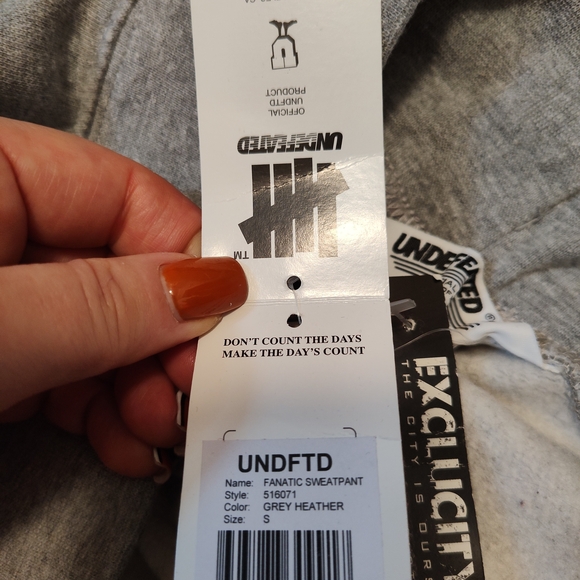 OFFICIAL
UNDFTD
PRODUCT
UNDEFEATED
TM
DON'T COUNT THE DAYS
MAKE THE DAY'S COUNT
UNDFTD
Name: FANATIC SWEATPANT
Style: 516071
Color: GREY HEATHER
Size: S
UNDEFEATED
®
EXCLUCITY
THE CITY IS OUR